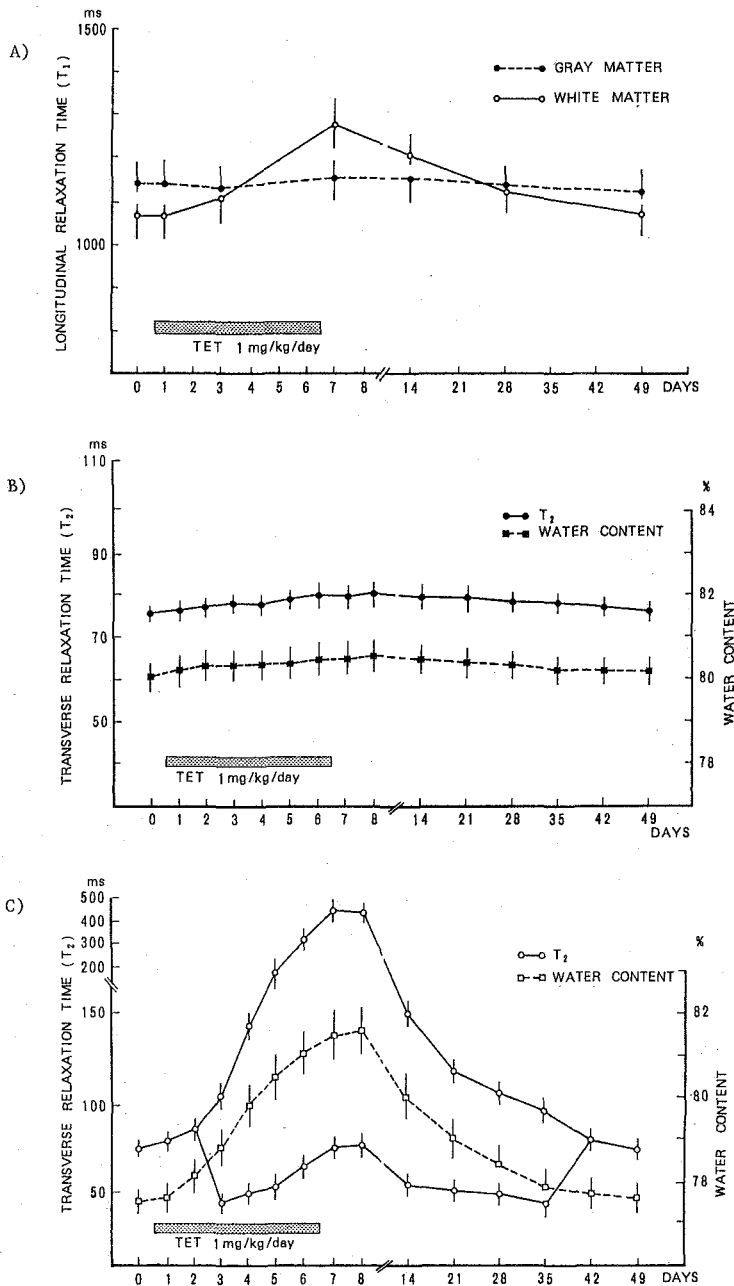 A)
ms
1500
1000
LONGITUDINAL RELAXATION TIME (T₁)
GRAY MATTER
WHITE MATTER
TET 1 mg/kg/day
0 1 2 3 4 5 6 7 8 14 21 28 35 42 49 DAYS
B)
ms
110
90
70
50
TRANSVERSE RELAXATION TIME (T₂)
%
84
82
80
78
WATER CONTENT
T₂
WATER CONTENT
TET 1 mg/kg/day
0 1 2 3 4 5 6 7 8 14 21 28 35 42 49
DAYS
C)
ms
500
400
300
200
150
100
50
TRANSVERSE RELAXATION TIME (T₂)
%
82
80
78
WATER CONTENT
T₂
WATER CONTENT
TET 1 mg/kg/day
0 1 2 3 4 5 6 7 8 14 21 28 35 42 49
DAYS